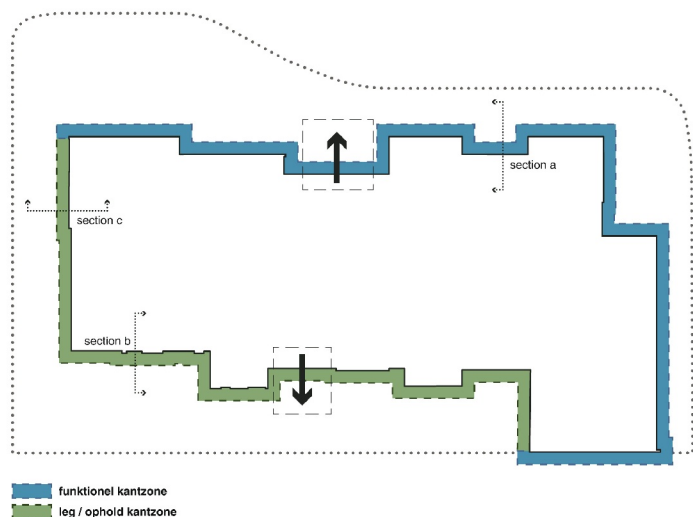 section a
section c
section b
funktionel kantzone
leg / ophold kantzone